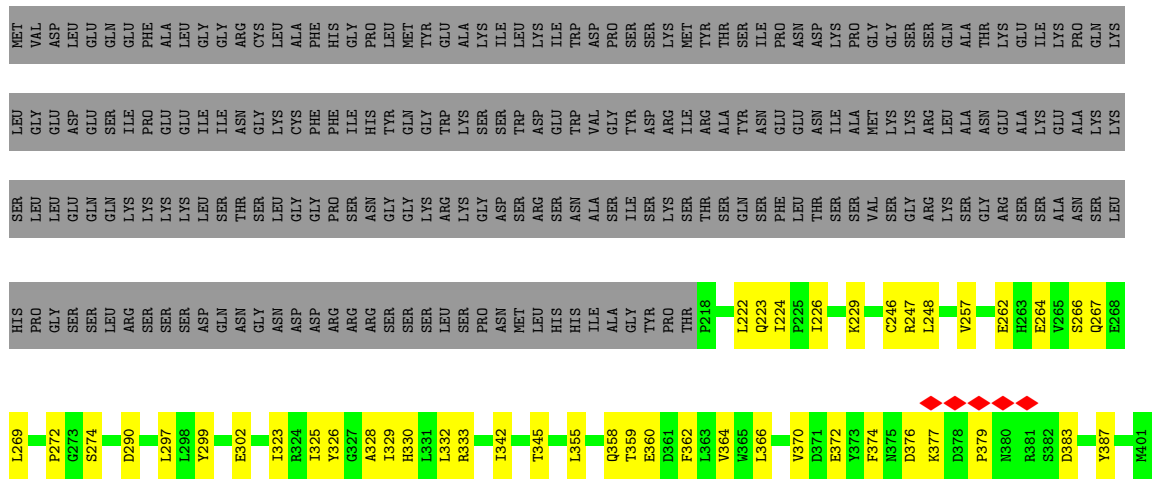 MET VAL ASP LEU GLU GLN GLU PHE ALA LEU GLY GLY ARG CYS LEU ALA PHE HIS GLY PRO LEU MET TYR GLU ALA LYS ILE LEU LYS ILE TRP ASP PRO SER SER LYS MET TYR THR SER ILE PRO ASN ASP LYS PRO GLY GLY SER SER GLN ALA THR LYS GLU ILE LYS PRO GLN LYS
LEU GLY GLU ASP GLU SER ILE PRO GLU GLU ILE ILE ASN GLY LYS CYS PHE PHE ILE HIS TYR GLN GLY TRP LYS SER SER TRP ASP GLU TRP VAL GLY TYR ASP ARG ILE ARG ALA TYR ASN GLU GLU ASN ILE ALA MET LYS LYS ARG LEU ALA ASN GLU ALA LYS GLU ALA LYS LYS
SER LEU LEU GLU GLN GLN LYS LYS LYS LYS LEU SER THR SER LEU GLY GLY PRO SER ASN GLY GLY LYS ARG LYS GLY ASP SER ARG SER ASN ALA SER ILE SER LYS SER THR SER GLN SER PHE LEU THR SER SER VAL SER GLY ARG LYS SER GLY ARG SER SER ALA ASN SER LEU
HIS PRO GLY SER SER LEU ARG SER SER SER ASP GLN ASN GLY ASN ASP ASP ARG ARG ARG SER SER SER LEU SER PRO ASN MET LEU HIS HIS ILE ALA GLY TYR PRO THR P218 L222 Q223 I224 P225 I226 K229 C246 R247 L248 V257 E262 H263 E264 V265 S266 Q267 E268
L269 P272 G273 S274 D290 L297 L298 Y299 E302 I323 R324 I325 Y326 G327 A328 I329 H330 L331 L332 R333 I342 T345 L355 Q358 T359 E360 D361 F362 L363 V364 W365 L366 V370 D371 E372 Y373 F374 N375 D376 K377 D378 P379 N380 R381 S382 D383 Y387 M401